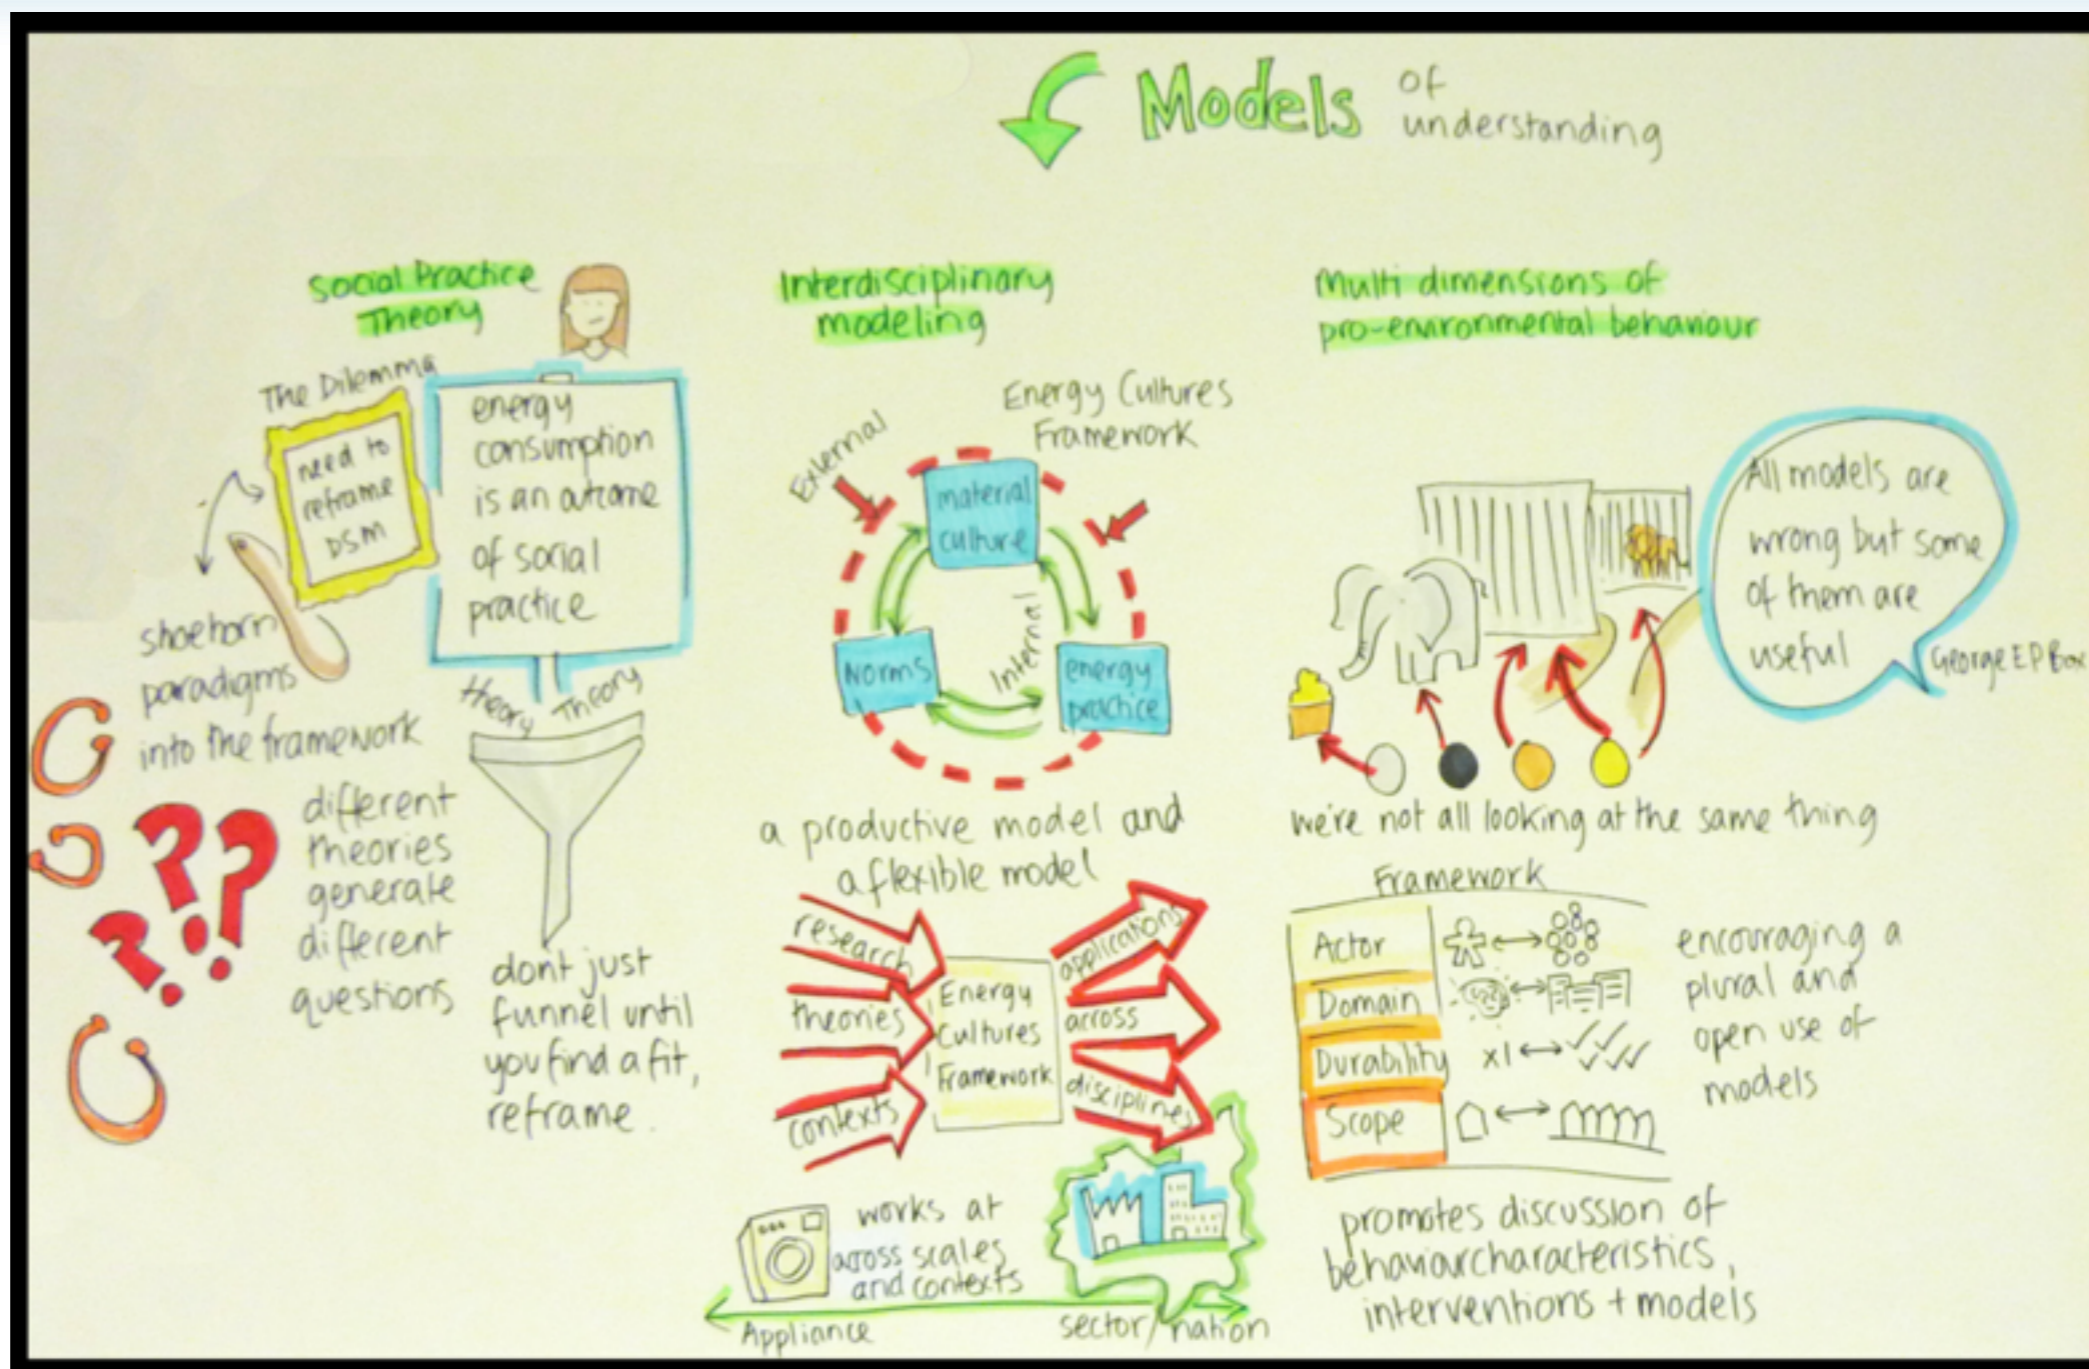 Models of
understanding
Social Practice
Theory
The Dilemma
need to
reframe
DSM
energy
consumption
is an outcome
of social
practice
shoehorn
paradigms
into the framework
theory Theory
different
theories
generate
different
questions
dont just
funnel until
you find a fit,
reframe.
Interdisciplinary
modeling
Energy Cultures
Framework
External
material
culture
Internal
Norms
energy
practice
a productive model and
a flexible model
research
theories
contexts
Energy
Cultures
Framework
applications
across
disciplines
works at
across scales
and contexts
Appliance
sector/nation
Multi dimensions of
pro-environmental behaviour
All models are
wrong but some
of them are
useful
George E P Box
we're not all looking at the same thing
Framework
Actor
Domain
Durability x1
Scope
encouraging a
plural and
open use of
models
promotes discussion of
behaviour characteristics,
interventions + models